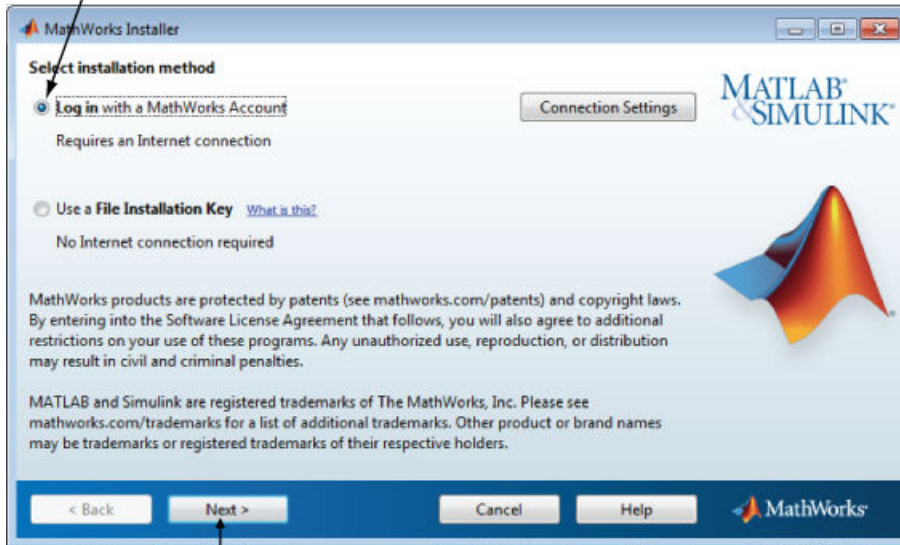 MathWorks Installer
Select installation method
Log in with a MathWorks Account
Connection Settings
MATLAB®
&SIMULINK®
Requires an Internet connection
Use a File Installation Key What is this?
No Internet connection required
MathWorks products are protected by patents (see mathworks.com/patents) and copyright laws.
By entering into the Software License Agreement that follows, you will also agree to additional
restrictions on your use of these programs. Any unauthorized use, reproduction, or distribution
may result in civil and criminal penalties.
MATLAB and Simulink are registered trademarks of The MathWorks, Inc. Please see
mathworks.com/trademarks for a list of additional trademarks. Other product or brand names
may be trademarks or registered trademarks of their respective holders.
< Back
Next >
Cancel
Help
MathWorks®